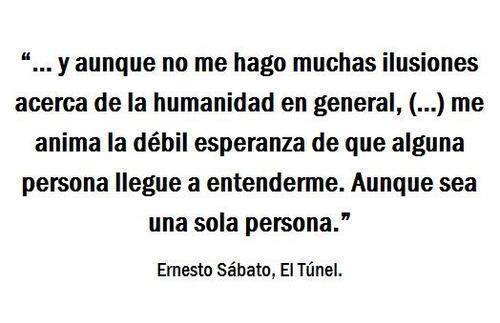 “... y aunque no me hago muchas ilusiones
acerca de la humanidad en general, (...) me
anima la débil esperanza de que alguna
persona llegue a entenderme. Aunque sea
una sola persona.”
Ernesto Sábato, El Túnel.